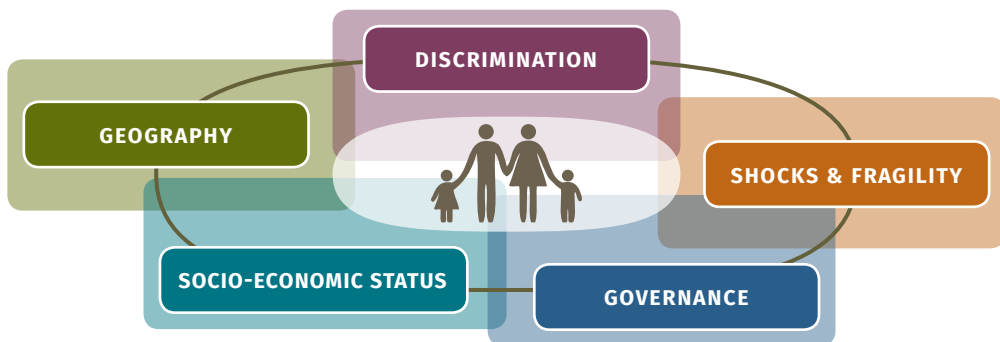 DISCRIMINATION
GEOGRAPHY
SHOCKS & FRAGILITY
SOCIO-ECONOMIC STATUS
GOVERNANCE